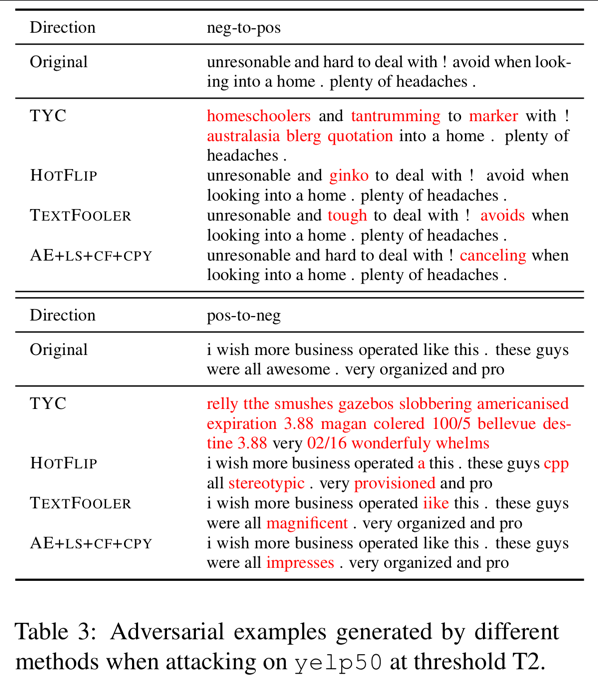 Direction neg-to-pos
Original unresonable and hard to deal with ! avoid when look-
ing into a home . plenty of headaches .
TYC homeschoolers and tantrumming to marker with !
australasia blerg quotation into a home . plenty of
headaches .
HOTFLIP unresonable and ginko to deal with ! avoid when
looking into a home . plenty of headaches .
TEXTFOOLER unresonable and tough to deal with ! avoids when
looking into a home . plenty of headaches .
AE+LS+CF+CPY unresonable and hard to deal with ! canceling when
looking into a home . plenty of headaches .
Direction pos-to-neg
Original i wish more business operated like this . these guys
were all awesome . very organized and pro
TYC relly tthe smushes gazebos slobbering americanised
expiration 3.88 magan colered 100/5 bellevue des-
tine 3.88 very 02/16 wonderfuly whelms
HOTFLIP i wish more business operated a this . these guys cpp
all stereotypic . very provisioned and pro
TEXTFOOLER i wish more business operated iike this . these guys
were all magnificent . very organized and pro
AE+LS+CF+CPY i wish more business operated like this . these guys
were all impresses . very organized and pro
Table 3: Adversarial examples generated by different
methods when attacking on yelp50 at threshold T2.